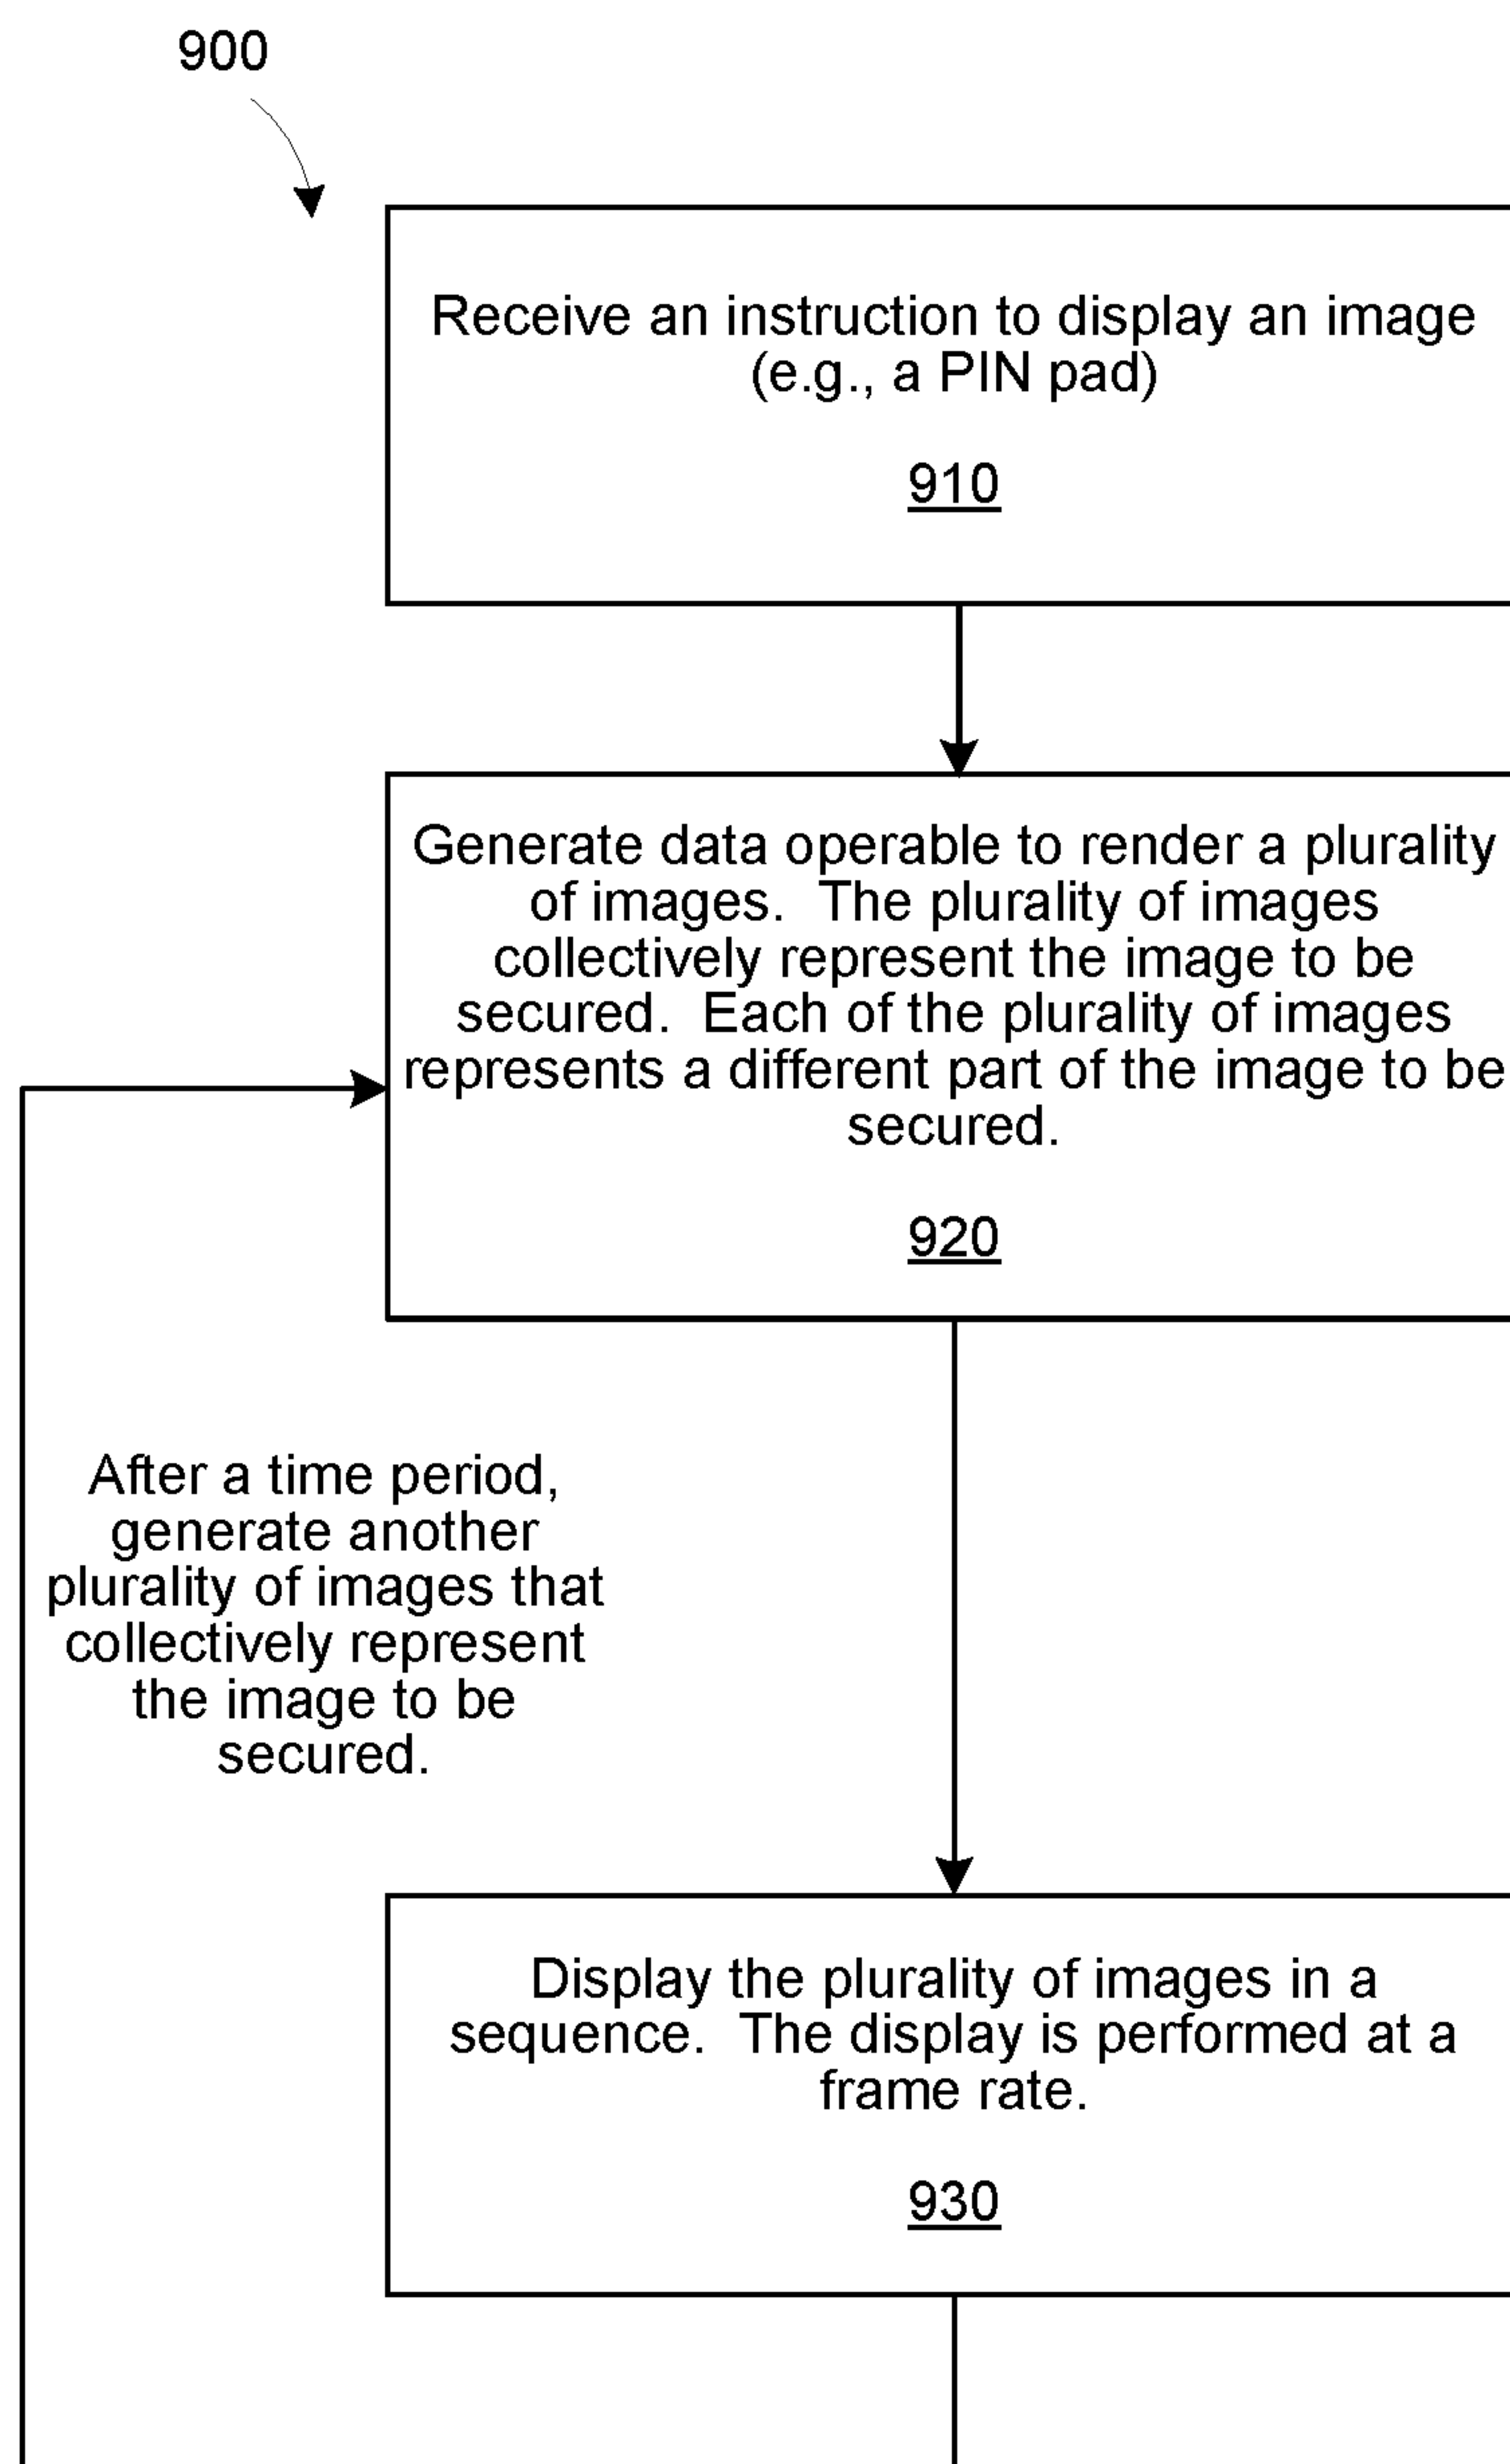 900
Receive an instruction to display an image
(e.g., a PIN pad)
910
Generate data operable to render a plurality
of images.  The plurality of images
collectively represent the image to be
secured.  Each of the plurality of images
represents a different part of the image to be
secured.
920
After a time period,
generate another
plurality of images that
collectively represent
the image to be
secured.
Display the plurality of images in a
sequence.  The display is performed at a
frame rate.
930